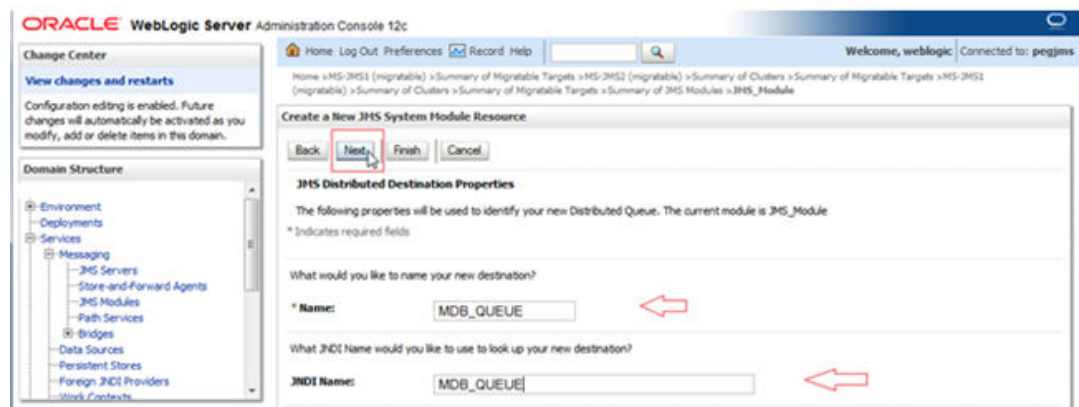 ORACLE WebLogic Server Administration Console 12c
Change Center
View changes and restarts
Configuration editing is enabled. Future
changes will automatically be activated as you
modify, add or delete items in this domain.
Domain Structure
Environment
Deployments
Services
Messaging
JMS Servers
Store-and-Forward Agents
JMS Modules
Path Services
Bridges
Data Sources
Persistent Stores
Foreign JNDI Providers
Work Contexts
Home Log Out Preferences Record Help
Welcome, weblogic Connected to: pegjms
Home >MS-JMS1 (migratable) >Summary of Migratable Targets >MS-JMS2 (migratable) >Summary of Clusters >Summary of Migratable Targets >MS-JMS1
(migratable) >Summary of Clusters >Summary of Migratable Targets >Summary of JMS Modules >JMS_Module
Create a New JMS System Module Resource
Back Next Finish Cancel
JMS Distributed Destination Properties
The following properties will be used to identify your new Distributed Queue. The current module is JMS_Module
* Indicates required fields
What would you like to name your new destination?
* Name: MDB_QUEUE
What JNDI Name would you like to use to look up your new destination?
JNDI Name: MDB_QUEUE